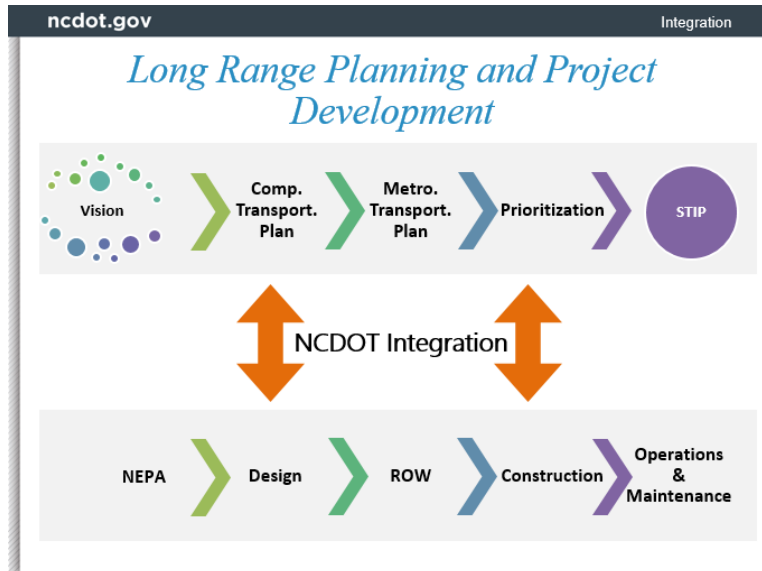 ncdot.gov
Integration
Long Range Planning and Project
Development
Vision
Comp.
Transport.
Plan
Metro.
Transport.
Plan
Prioritization
STIP
NCDOT Integration
NEPA
Design
ROW
Construction
Operations
&
Maintenance